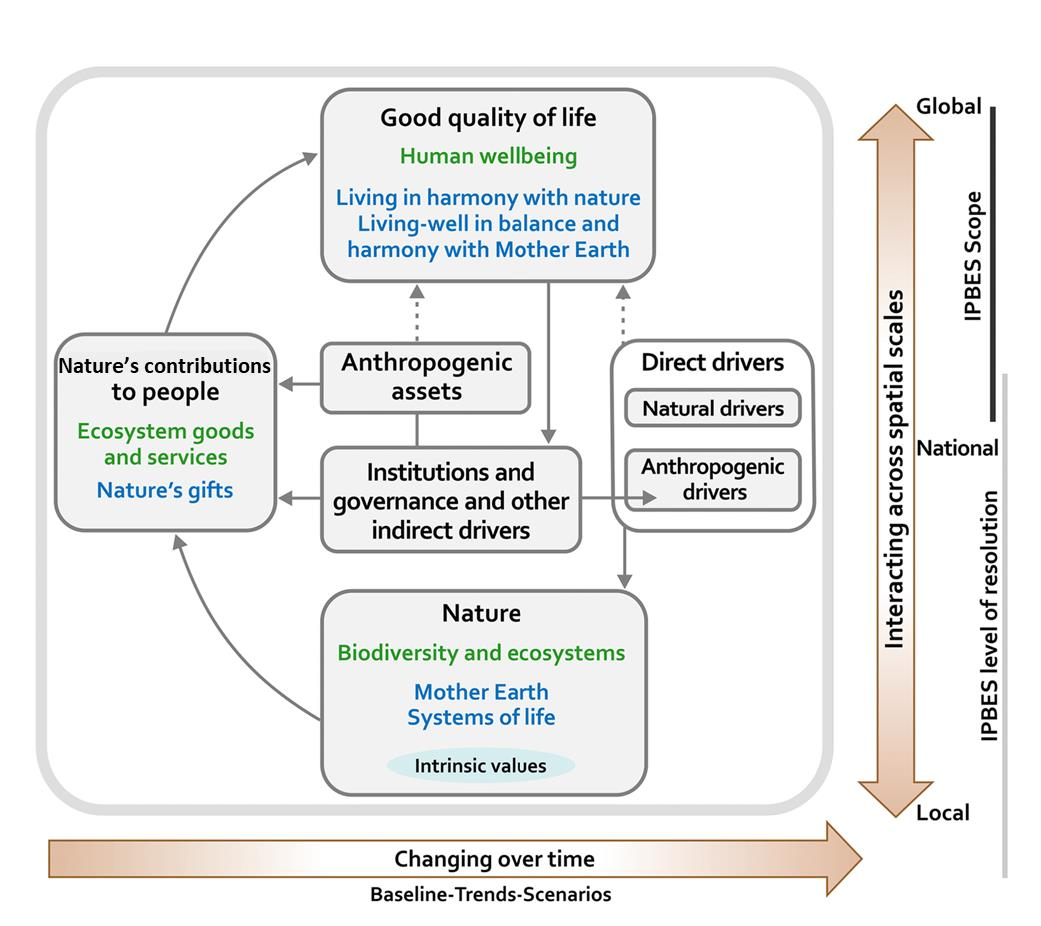 Good quality of life
Human wellbeing
Living in harmony with nature
Living-well in balance and
harmony with Mother Earth
Nature's contributions
to people
Ecosystem goods
and services
Nature's gifts
Anthropogenic
assets
Institutions and
governance and other
indirect drivers
Direct drivers
Natural drivers
Anthropogenic
drivers
Nature
Biodiversity and ecosystems
Mother Earth
Systems of life
Intrinsic values
Changing over time
Baseline-Trends-Scenarios
Interacting across spatial scales
Global
National
Local
IPBES Scope
IPBES level of resolution